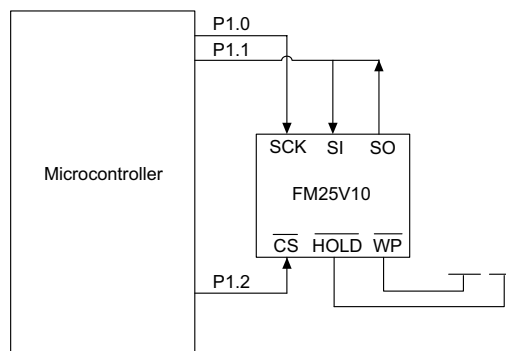 P1.0
P1.1
SCK SI SO
Microcontroller
FM25V10
CS HOLD WP
P1.2